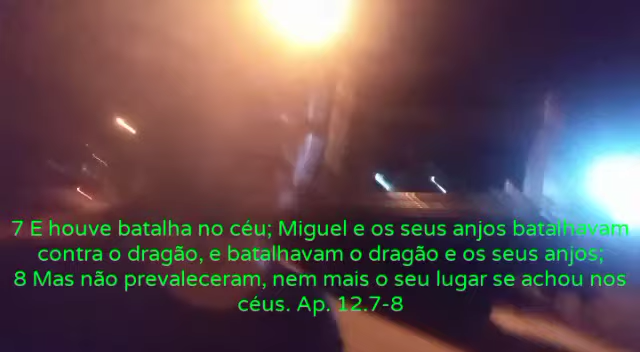 7 E houve batalha no céu; Miguel e os seus anjos batalhavam
contra o dragão, e batalhavam o dragão e os seus anjos;
8 Mas não prevaleceram, nem mais o seu lugar se achou nos
céus. Ap. 12.7-8